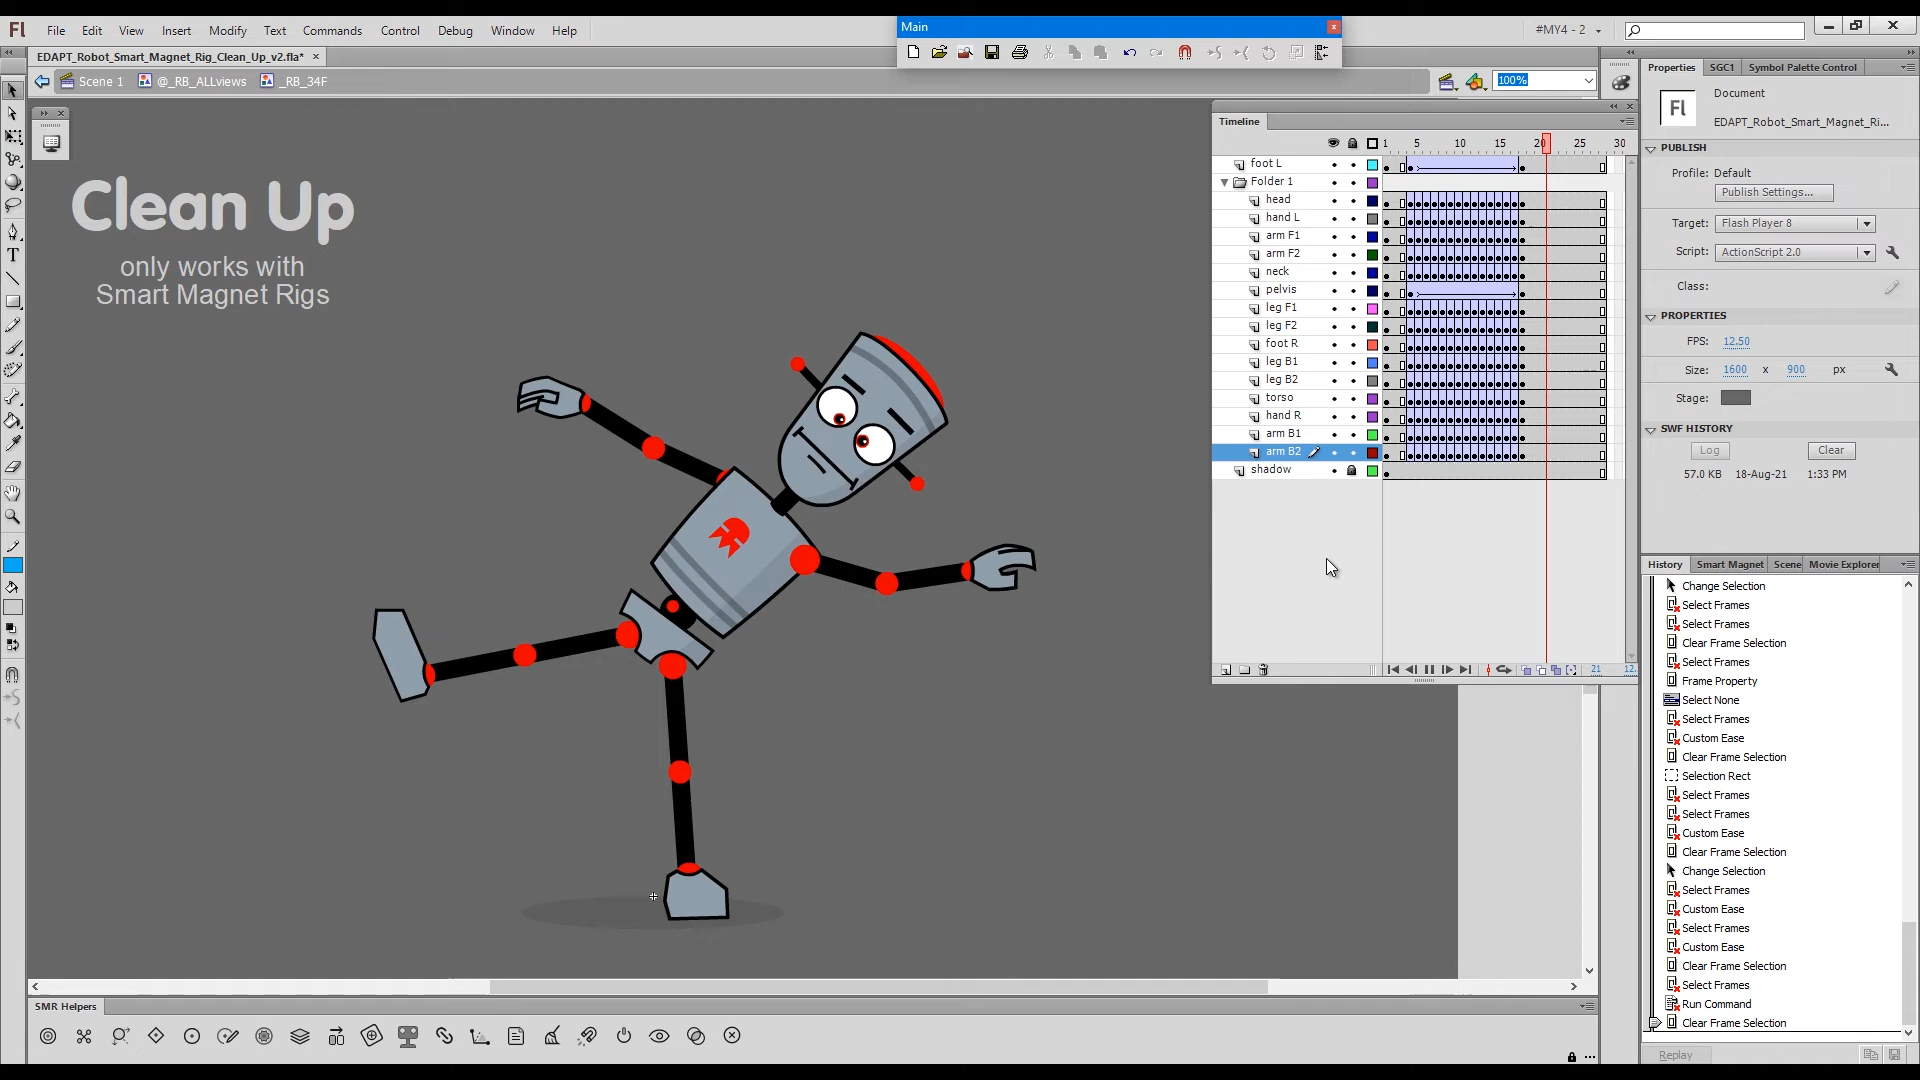 Fl File Edit View Insert Modify Text Commands Control Debug Window Help
Main
#MY4 - 2
EDAPT_Robot_Smart_Magnet_Rig_Clean_Up_v2.fla*
Scene 1 @_RB_ALLviews _RB_34F
100%
Clean Up
only works with
Smart Magnet Rigs
Timeline
1 5 10 15 20 25 30
foot L
Folder 1
head
hand L
arm F1
arm F2
neck
pelvis
leg F1
leg F2
foot R
leg B1
leg B2
torso
hand R
arm B1
arm B2
shadow
21 12.
Properties SGC1 Symbol Palette Control
Fl
Document
EDAPT_Robot_Smart_Magnet_Ri...
PUBLISH
Profile: Default
Publish Settings...
Target: Flash Player 8
Script: ActionScript 2.0
Class:
PROPERTIES
FPS: 12.50
Size: 1600 x 900 px
Stage:
SWF HISTORY
Log Clear
57.0 KB 18-Aug-21 1:33 PM
History Smart Magnet Scene Movie Explorer
Change Selection
Select Frames
Select Frames
Clear Frame Selection
Select Frames
Frame Property
Select None
Select Frames
Custom Ease
Clear Frame Selection
Selection Rect
Select Frames
Select Frames
Custom Ease
Clear Frame Selection
Change Selection
Select Frames
Custom Ease
Select Frames
Custom Ease
Clear Frame Selection
Select Frames
Run Command
Clear Frame Selection
Replay
SMR Helpers